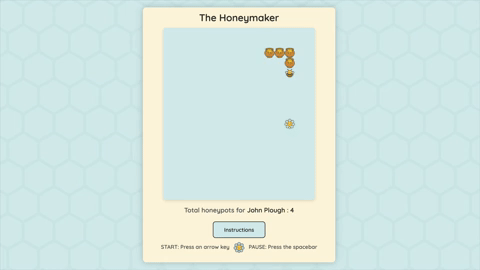 The Honeymaker
Total honeypots for John Plough : 4
Instructions
START: Press an arrow key PAUSE: Press the spacebar